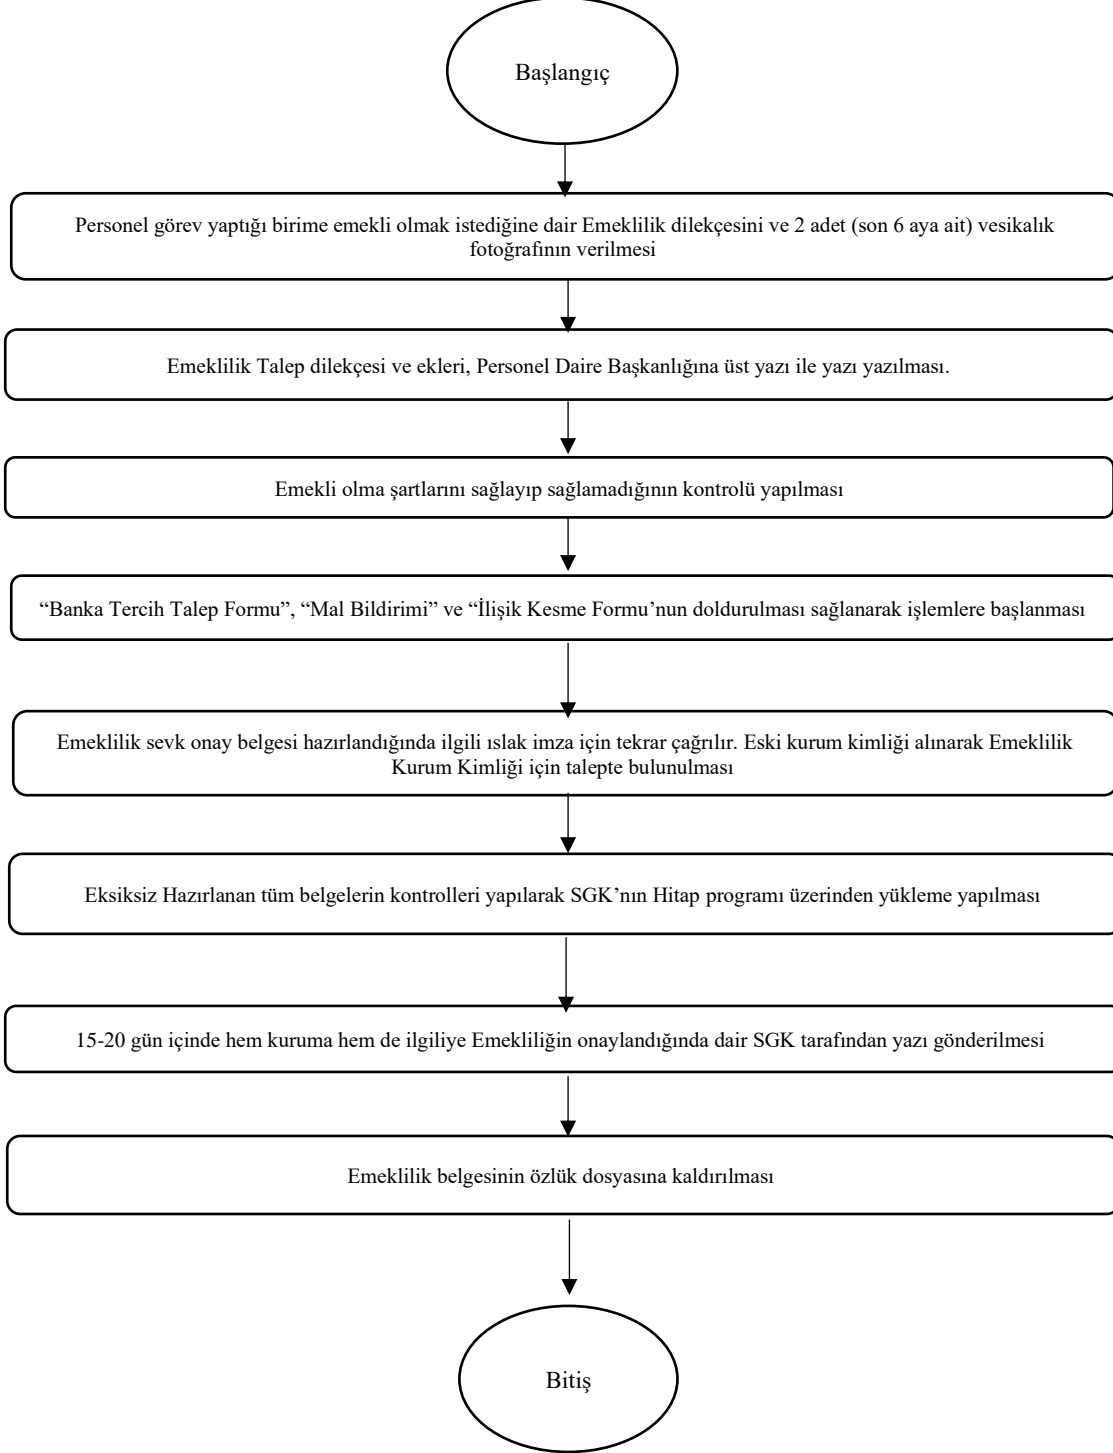 Başlangıç
Personel görev yaptığı birime emekli olmak istediğine dair Emeklilik dilekçesini ve 2 adet (son 6 aya ait) vesikalık
fotoğrafının verilmesi
Emeklilik Talep dilekçesi ve ekleri, Personel Daire Başkanlığına üst yazı ile yazı yazılması.
Emekli olma şartlarını sağlayıp sağlamadığının kontrolü yapılması
“Banka Tercih Talep Formu”, “Mal Bildirimi” ve “İlişik Kesme Formu’nun doldurulması sağlanarak işlemlere başlanması
Emeklilik sevk onay belgesi hazırlandığında ilgili ıslak imza için tekrar çağrılır. Eski kurum kimliği alınarak Emeklilik
Kurum Kimliği için talepte bulunulması
Eksiksiz Hazırlanan tüm belgelerin kontrolleri yapılarak SGK’nın Hitap programı üzerinden yükleme yapılması
15-20 gün içinde hem kuruma hem de ilgiliye Emekliliğin onaylandığında dair SGK tarafından yazı gönderilmesi
Emeklilik belgesinin özlük dosyasına kaldırılması
Bitiş